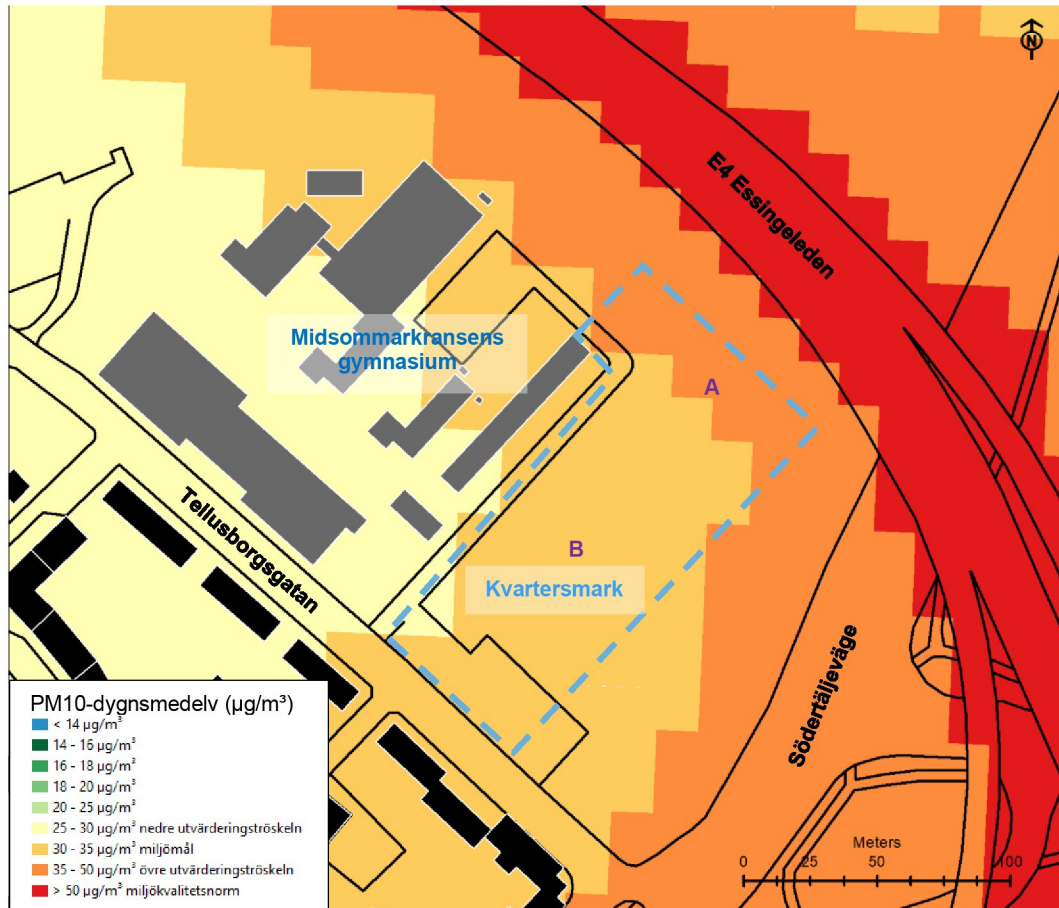 N
E4 Essingeleden
Midsommarkransens
gymnasium
A
B
Kvartersmark
Tellusborgsgatan
Södertäljeväge
PM10-dygnsmedelv (µg/m³)
< 14 µg/m³
14 - 16 µg/m³
16 - 18 µg/m³
18 - 20 µg/m³
20 - 25 µg/m³
25 - 30 µg/m³ nedre utvärderingströskeln
30 - 35 µg/m³ miljömål
35 - 50 µg/m³ övre utvärderingströskeln
> 50 µg/m³ miljökvalitetsnorm
Meters
0 25 50 100